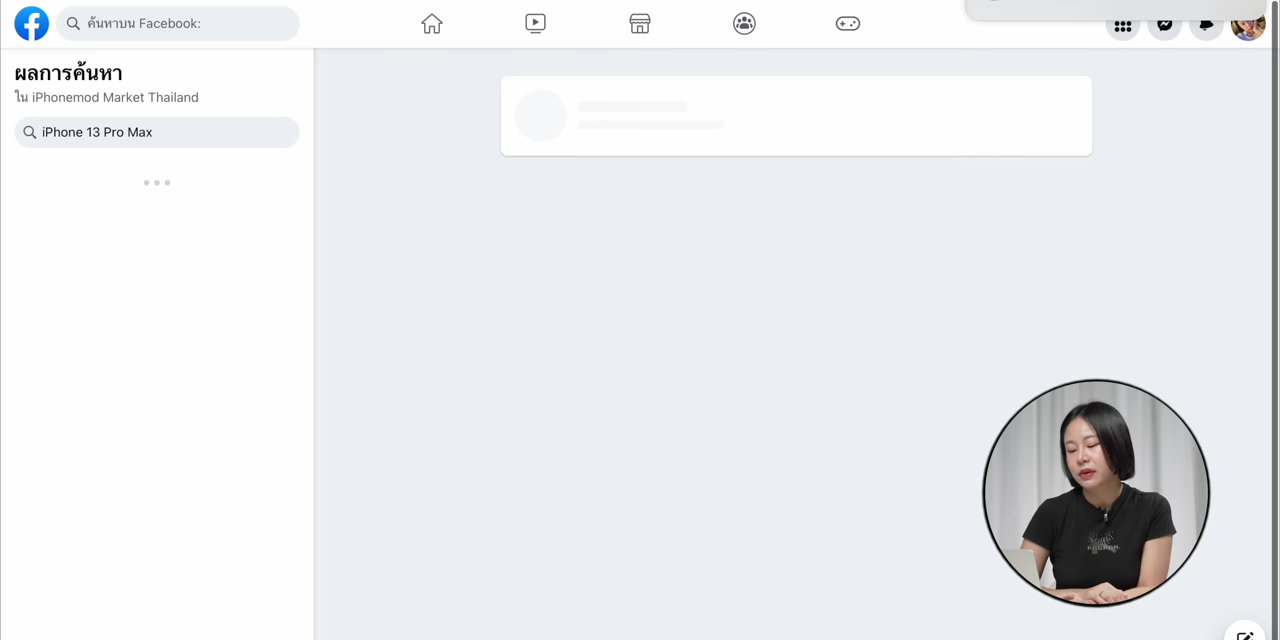 ค้นหาบน Facebook:
ผลการค้นหา
ใน iPhonemod Market Thailand
iPhone 13 Pro Max